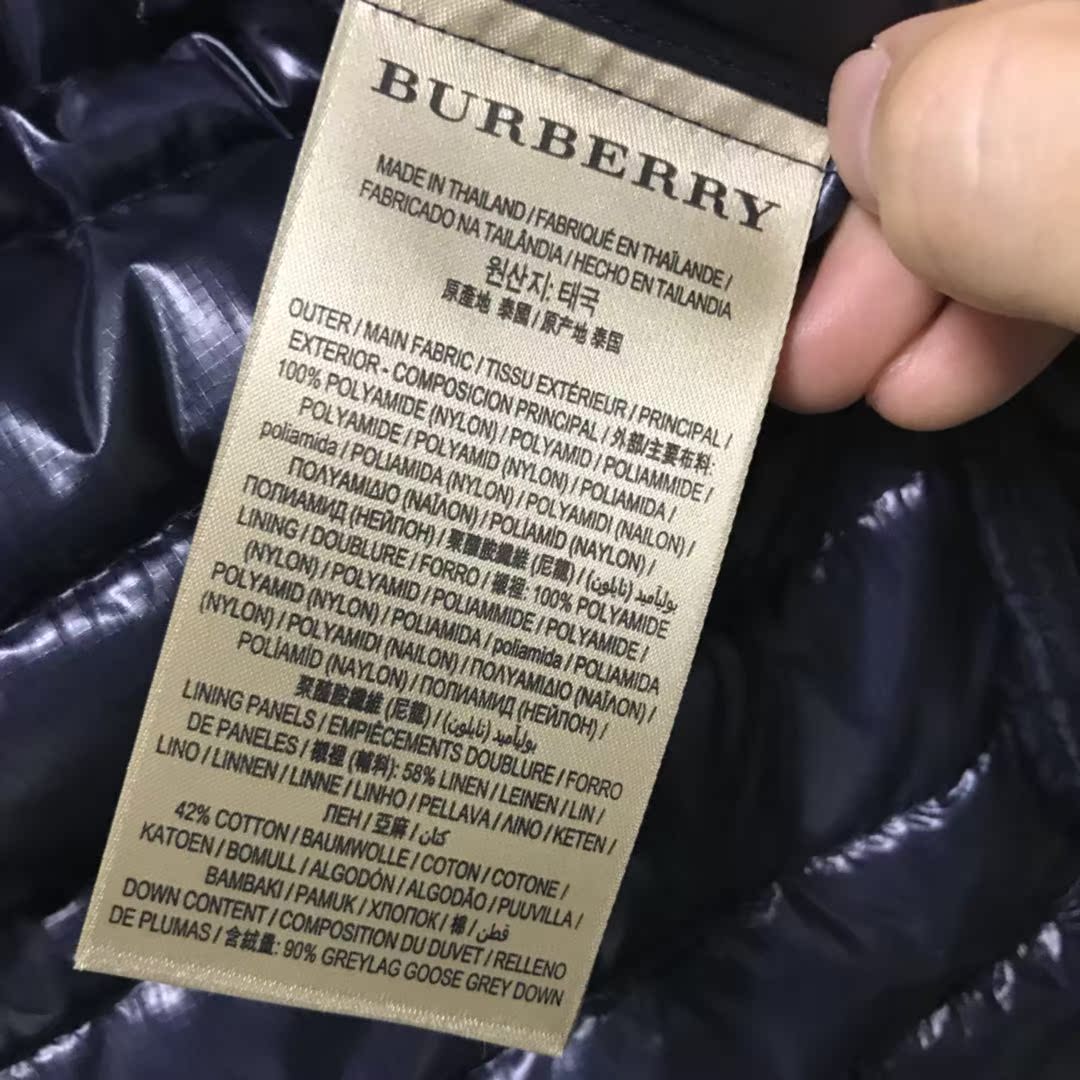 BURBERRY
MADE IN THAILAND / FABRIQUÉ EN THAÏLANDE /
FABRICADO NA TAILÂNDIA / HECHO EN TAILANDIA
원산지: 태국
原產地 泰國 / 原产地 泰国
OUTER / MAIN FABRIC / TISSU EXTÉRIEUR / PRINCIPAL /
EXTERIOR - COMPOSICION PRINCIPAL / 外部/主要布料:
100% POLYAMIDE (NYLON) / POLYAMID / POLIAMMIDE /
POLYAMIDE / POLYAMID (NYLON) / POLIAMIDA /
poliamida / POLIAMIDA (NYLON) / POLYAMIDI (NAILON) /
ΠΟΛΥΑΜΙΔΙΟ (ΝΑΪΛΟΝ) / POLÍAMÍD (NAYLON) /
ПОЛИАМИД (НЕЙЛОН) / 聚醯胺纖維 (尼龍) / بولياميد (نايلون)
LINING / DOUBLURE / FORRO / 襯裡: 100% POLYAMIDE
(NYLON) / POLYAMID / POLIAMMIDE / POLYAMIDE /
POLYAMID (NYLON) / POLIAMIDA / poliamida / POLIAMIDA
(NYLON) / POLYAMIDI (NAILON) / ΠΟΛΥΑΜΙΔΙΟ (ΝΑΪΛΟΝ) /
POLÍAMÍD (NAYLON) / ПОЛИАМИД (НЕЙЛОН) /
聚醯胺纖維 (尼龍) / بولياميد (نايلون)
LINING PANELS / EMPIÈCEMENTS DOUBLURE / FORRO
DE PANELES / 襯裡 (輔料): 58% LINEN / LEINEN / LIN /
LINO / LINNEN / LINNE / LINHO / PELLAVA / ΛΙΝΟ / KETEN /
ЛЕН / 亞麻 / كتان
42% COTTON / BAUMWOLLE / COTON / COTONE /
KATOEN / BOMULL / ALGODÓN / ALGODÃO / PUUVILLA /
BAMBAKI / PAMUK / ХЛОПОК / 棉 / قطن
DOWN CONTENT / COMPOSITION DU DUVET / RELLENO
DE PLUMAS / 含絨量: 90% GREYLAG GOOSE GREY DOWN